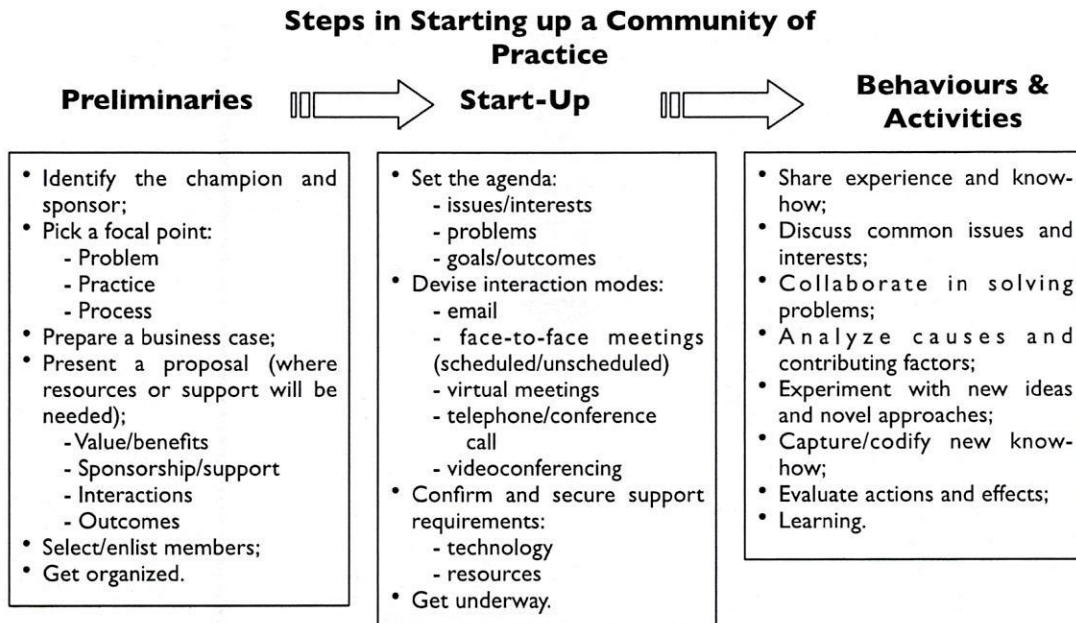 Steps in Starting up a Community of
Practice
Preliminaries
Start-Up
Behaviours &
Activities
• Identify the champion and
sponsor;
• Pick a focal point:
- Problem
- Practice
- Process
• Prepare a business case;
• Present a proposal (where
resources or support will be
needed);
- Value/benefits
- Sponsorship/support
- Interactions
- Outcomes
• Select/enlist members;
• Get organized.
• Set the agenda:
- issues/interests
- problems
- goals/outcomes
• Devise interaction modes:
- email
- face-to-face meetings
(scheduled/unscheduled)
- virtual meetings
- telephone/conference
call
- videoconferencing
• Confirm and secure support
requirements:
- technology
- resources
• Get underway.
• Share experience and know-
how;
• Discuss common issues and
interests;
• Collaborate in solving
problems;
• Analyze causes and
contributing factors;
• Experiment with new ideas
and novel approaches;
• Capture/codify new know-
how;
• Evaluate actions and effects;
• Learning.